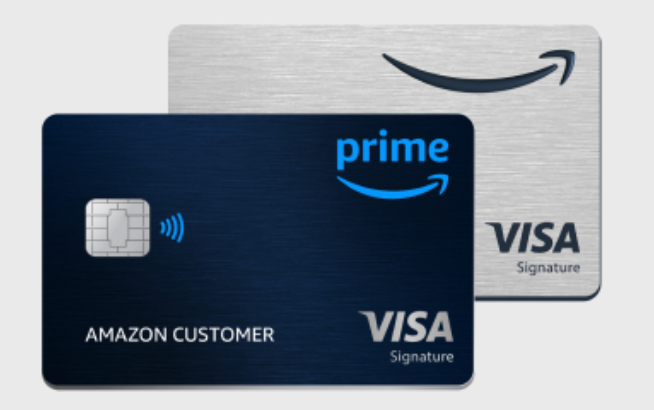 prime
VISA
Signature
AMAZON CUSTOMER
VISA
Signature